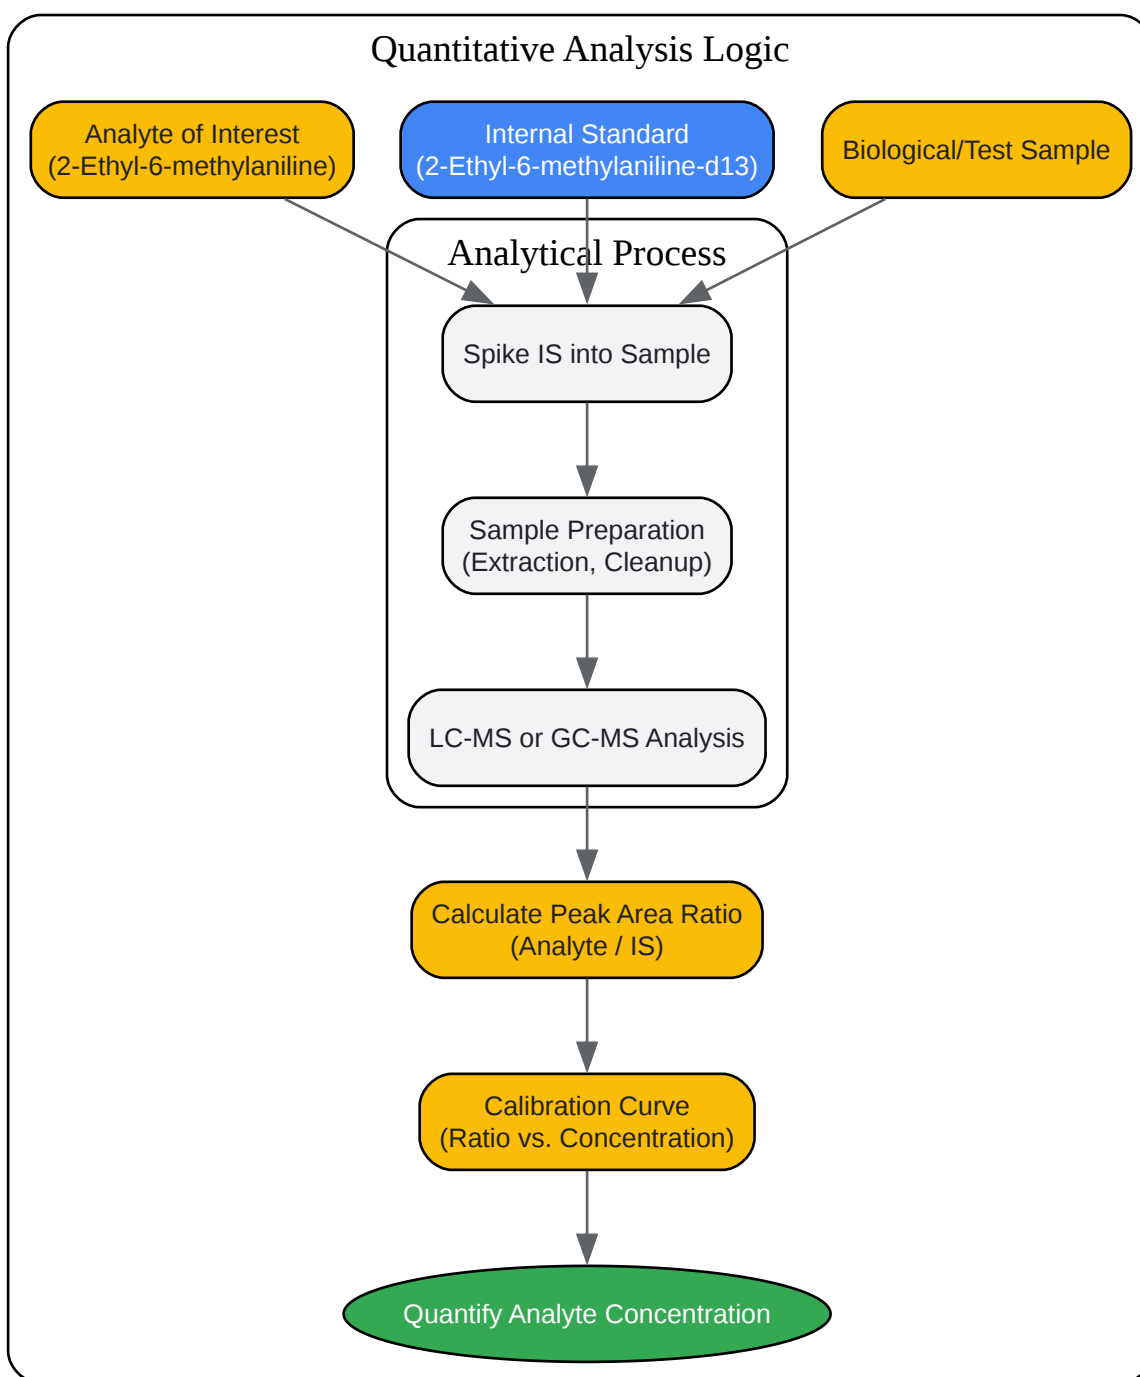 Quantitative Analysis Logic
Analyte of Interest
(2-Ethyl-6-methylaniline)
Internal Standard
(2-Ethyl-6-methylaniline-d13)
Biological/Test Sample
Analytical Process
Spike IS into Sample
Sample Preparation
(Extraction, Cleanup)
LC-MS or GC-MS Analysis
Calculate Peak Area Ratio
(Analyte / IS)
Calibration Curve
(Ratio vs. Concentration)
Quantify Analyte Concentration